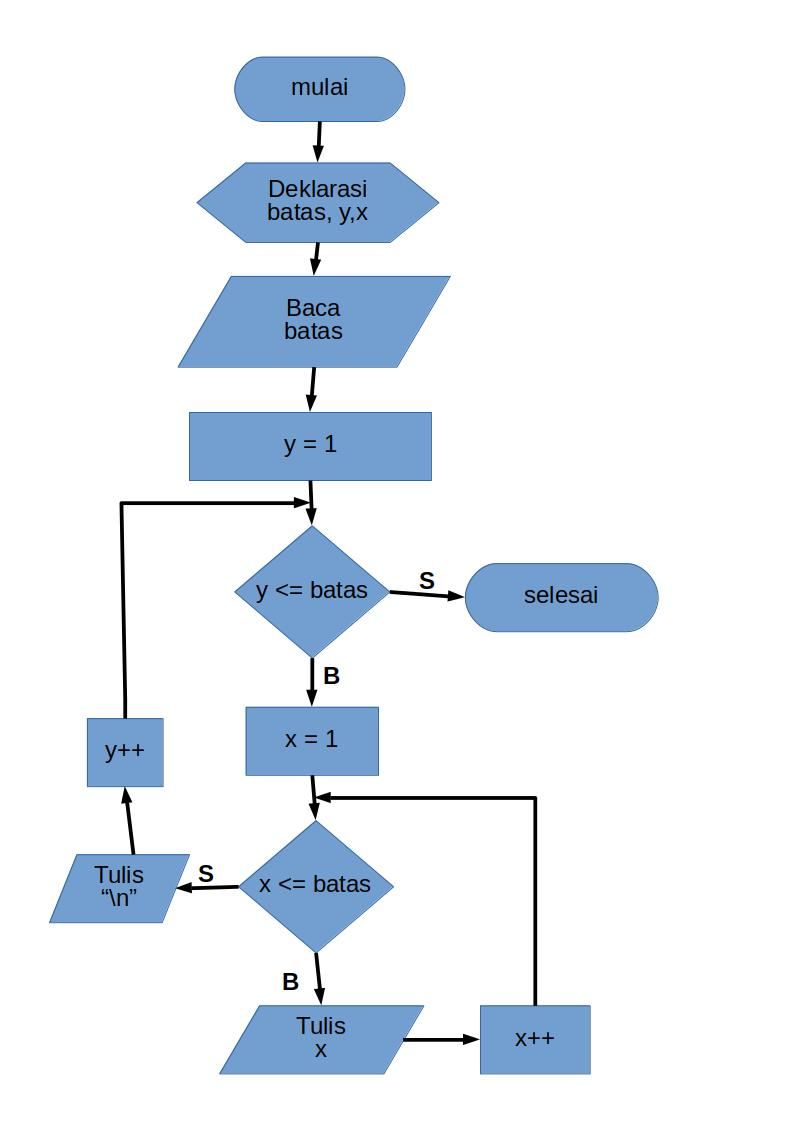 mulai
Deklarasi
batas, y,x
Baca
batas
y = 1
y <= batas
S
selesai
B
x = 1
y++
x <= batas
S
Tulis
“\n”
B
Tulis
x
x++